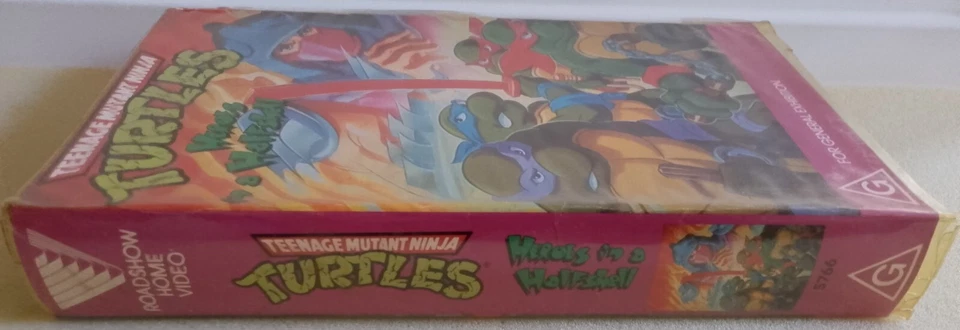 TEENAGE MUTANT NINJA
TURTLES
Heroes
in a
Halfshell
FOR GENERAL EXHIBITION
G
ROADSHOW
HOME
VIDEO
TEENAGE MUTANT NINJA
TURTLES
Heroes in a
Halfshell
5766
G